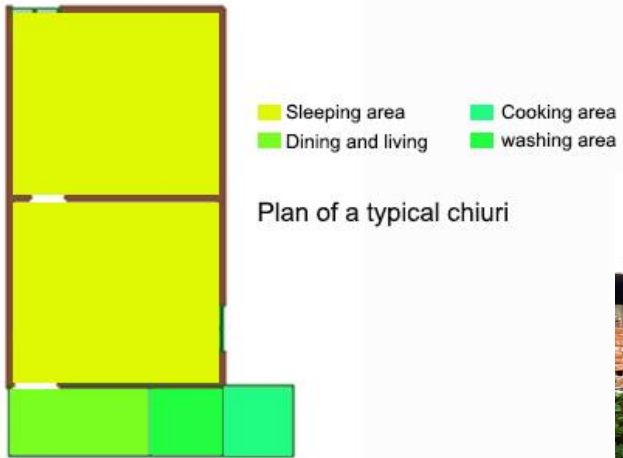 Sleeping area
Cooking area
Dining and living
washing area
Plan of a typical chiuri